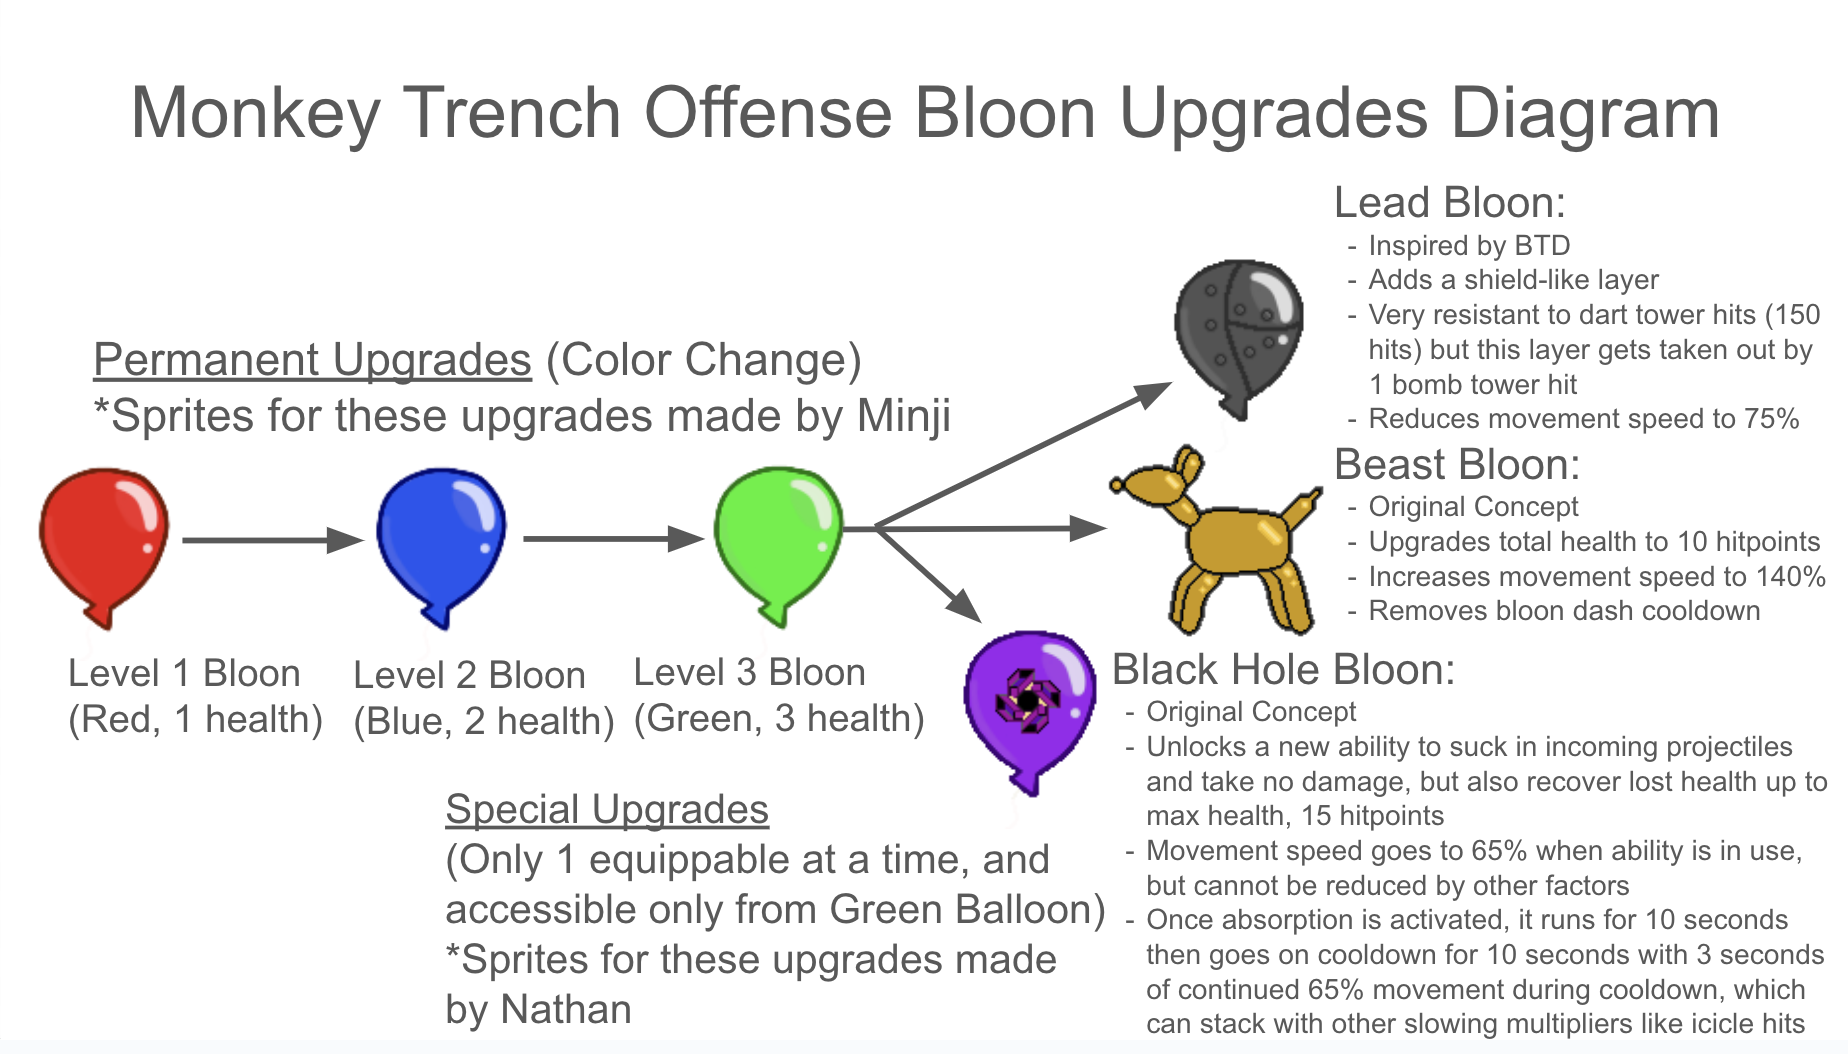 Monkey Trench Offense Bloon Upgrades Diagram
Permanent Upgrades (Color Change)
*Sprites for these upgrades made by Minji
Level 1 Bloon
(Red, 1 health)
Level 2 Bloon
(Blue, 2 health)
Level 3 Bloon
(Green, 3 health)
Special Upgrades
(Only 1 equippable at a time, and
accessible only from Green Balloon)
*Sprites for these upgrades made
by Nathan
Lead Bloon:
- Inspired by BTD
- Adds a shield-like layer
- Very resistant to dart tower hits (150
hits) but this layer gets taken out by
1 bomb tower hit
- Reduces movement speed to 75%
Beast Bloon:
- Original Concept
- Upgrades total health to 10 hitpoints
- Increases movement speed to 140%
- Removes bloon dash cooldown
Black Hole Bloon:
- Original Concept
- Unlocks a new ability to suck in incoming projectiles
and take no damage, but also recover lost health up to
max health, 15 hitpoints
- Movement speed goes to 65% when ability is in use,
but cannot be reduced by other factors
- Once absorption is activated, it runs for 10 seconds
then goes on cooldown for 10 seconds with 3 seconds
of continued 65% movement during cooldown, which
can stack with other slowing multipliers like icicle hits